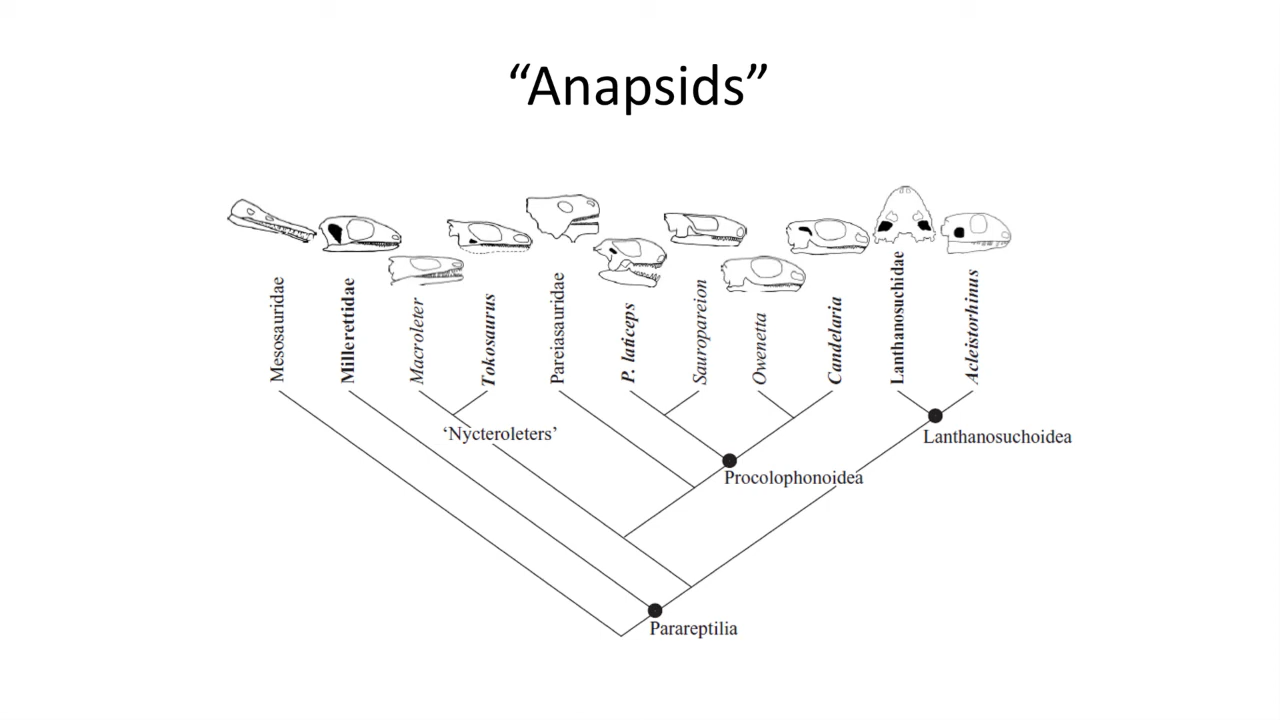 “Anapsids”
Mesosauridae
Millerettidae
Macroleter
Tokosaurus
Pareiasauridae
P. laticeps
Sauropareion
Owenetta
Candelaria
Lanthanosuchidae
Acleistorhinus
‘Nycteroleters’
Lanthanosuchoidea
Procolophonoidea
Parareptilia